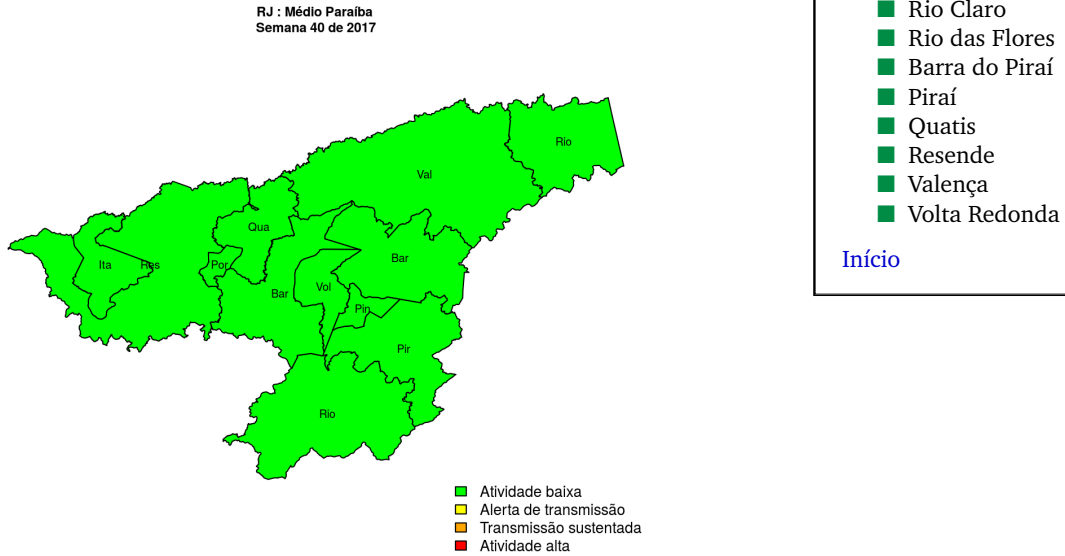 RJ : Médio Paraíba
Semana 40 de 2017
Rio
Val
Qua
Ita
Res
Por
Bar
Bar
Vol
Pin
Pir
Rio
Atividade baixa
Alerta de transmissão
Transmissão sustentada
Atividade alta
Rio Claro
Rio das Flores
Barra do Piraí
Piraí
Quatis
Resende
Valença
Volta Redonda
Início